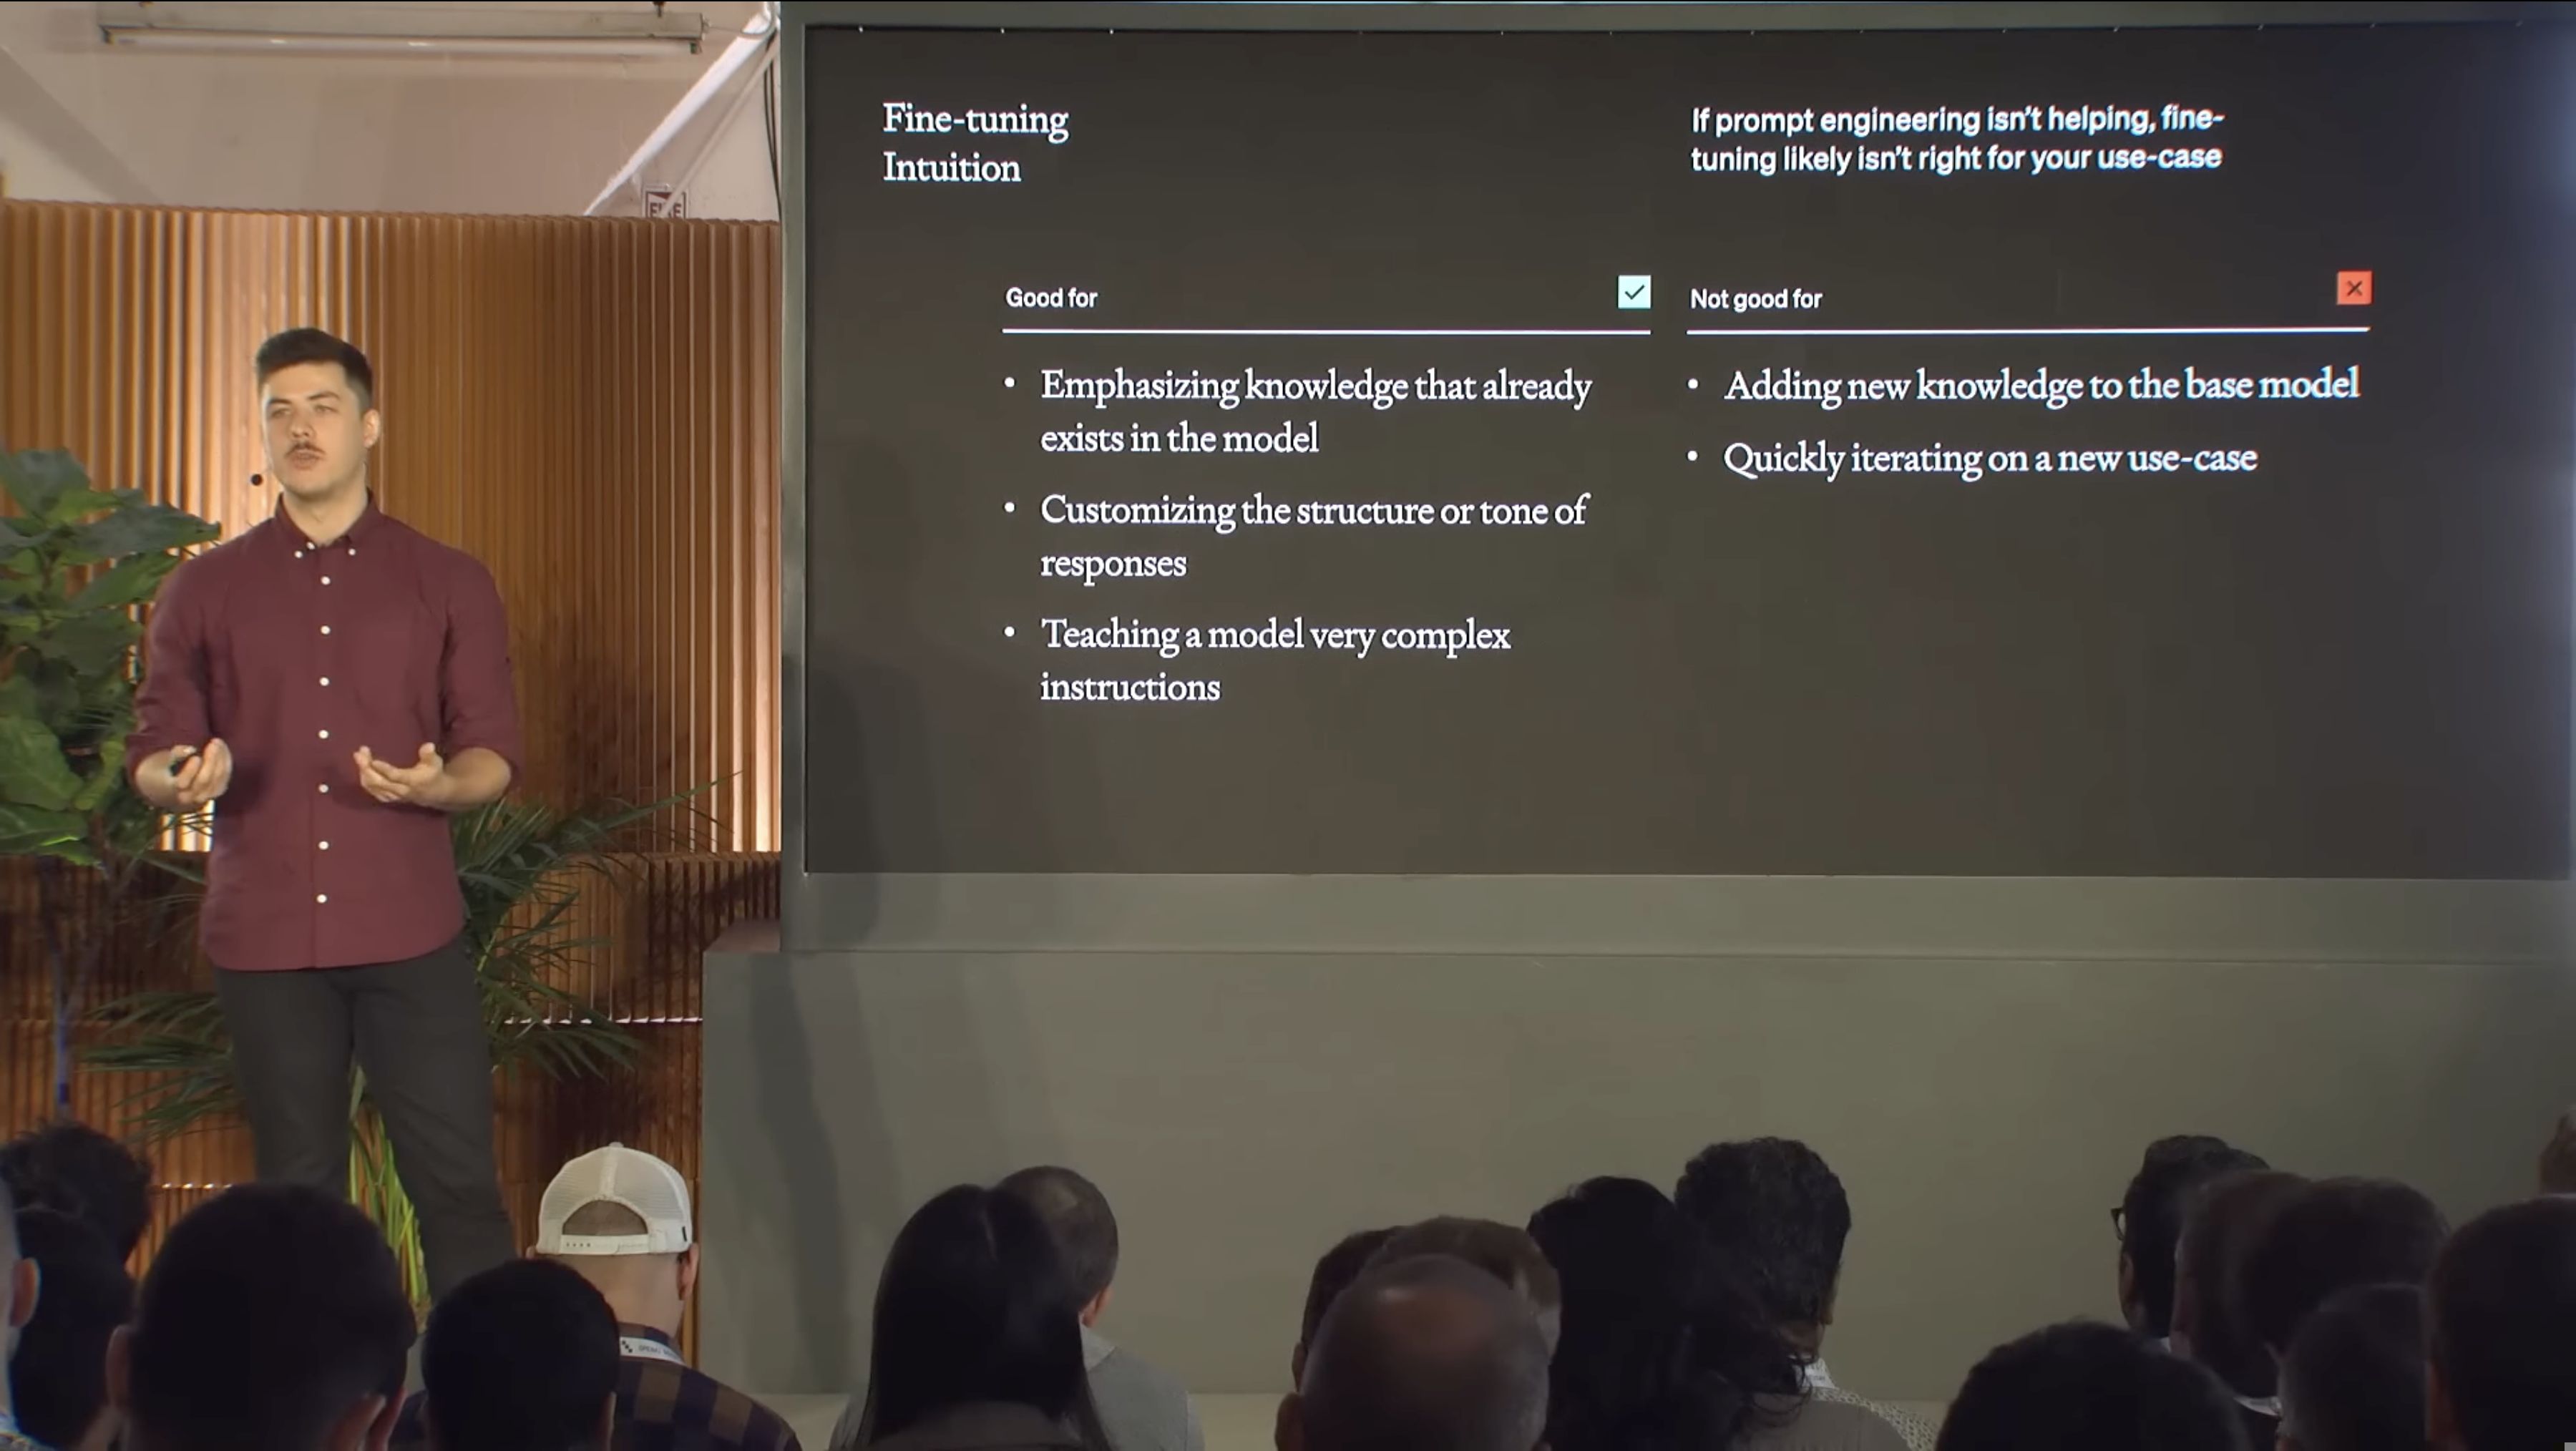 Fine-tuning
Intuition
If prompt engineering isn't helping, fine-
tuning likely isn't right for your use-case
Good for
Emphasizing knowledge that already
exists in the model
Customizing the structure or tone of
responses
Teaching a model very complex
instructions
Not good for
Adding new knowledge to the base model
Quickly iterating on a new use-case
FIRE